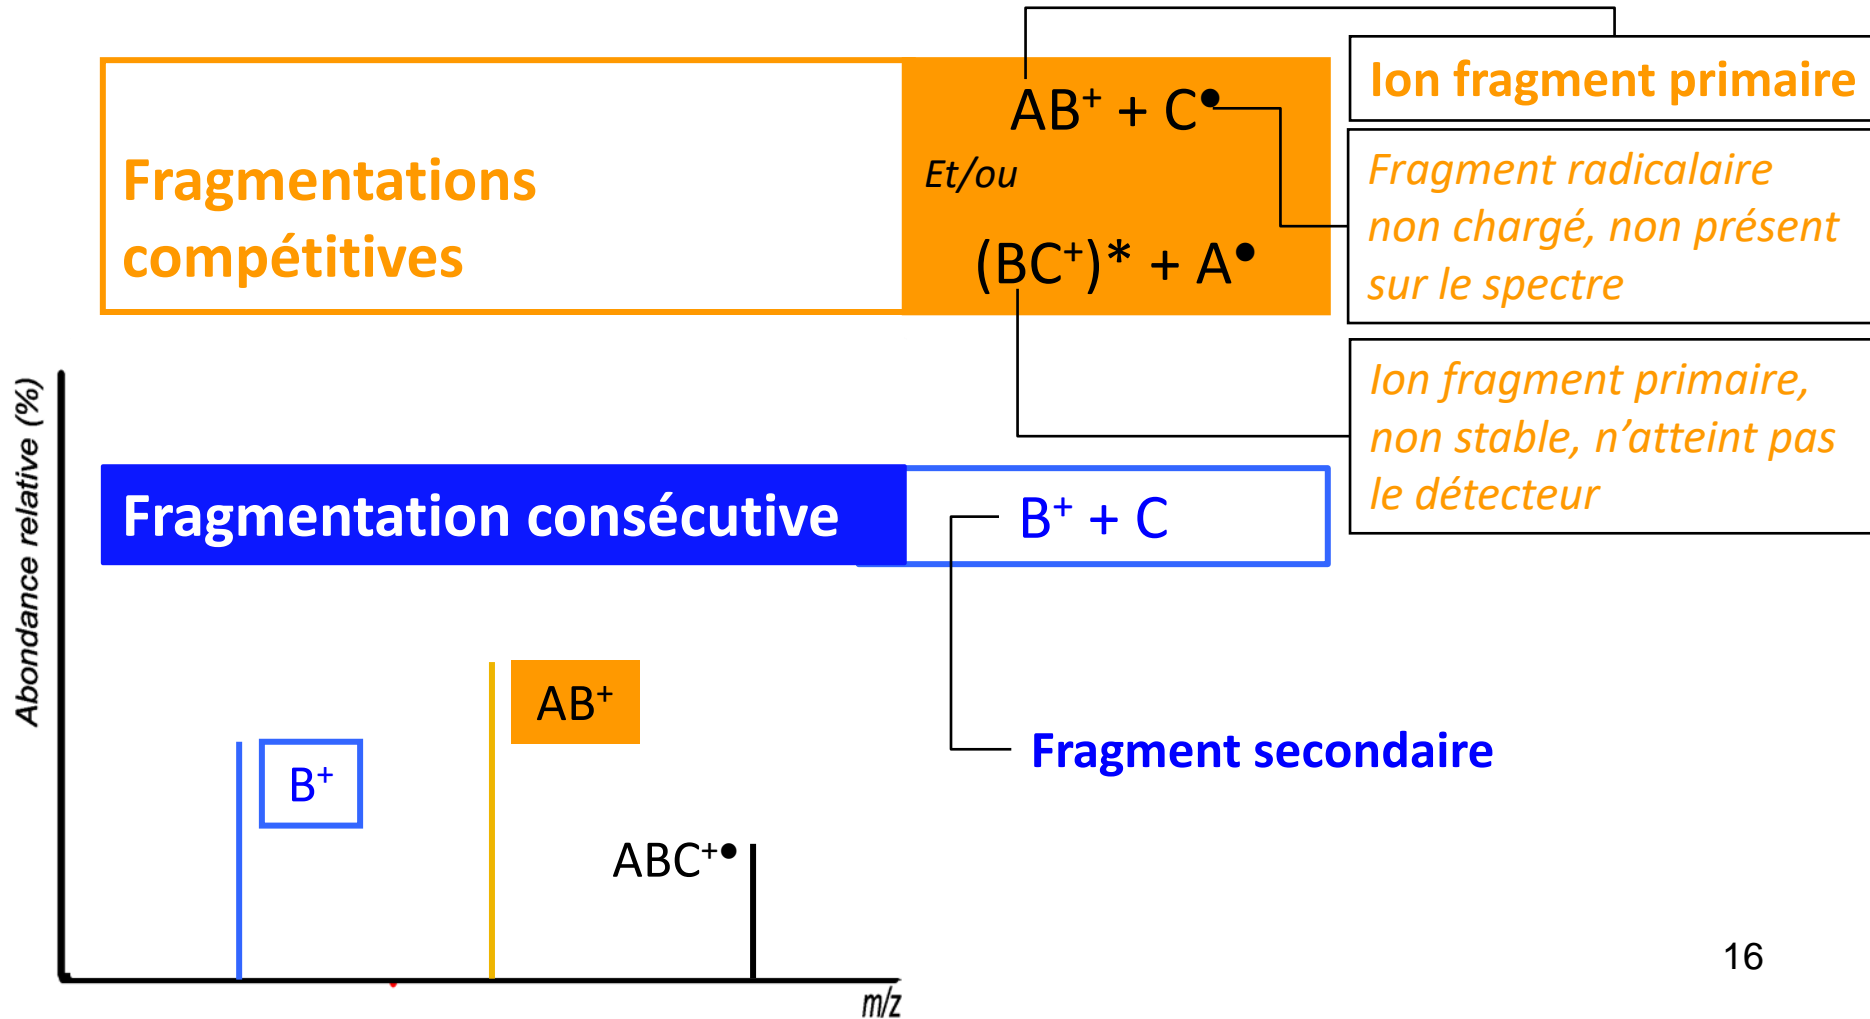 Ion fragment primaire
AB⁺ + C●
Et/ou
(BC⁺)* + A●
Fragmentations
compétitives
Fragment radicalaire
non chargé, non présent
sur le spectre
Ion fragment primaire,
non stable, n’atteint pas
le détecteur
Fragmentation consécutive
B⁺ + C
Fragment secondaire
Abondance relative (%)
B⁺
AB⁺
ABC⁺●
m/z
16